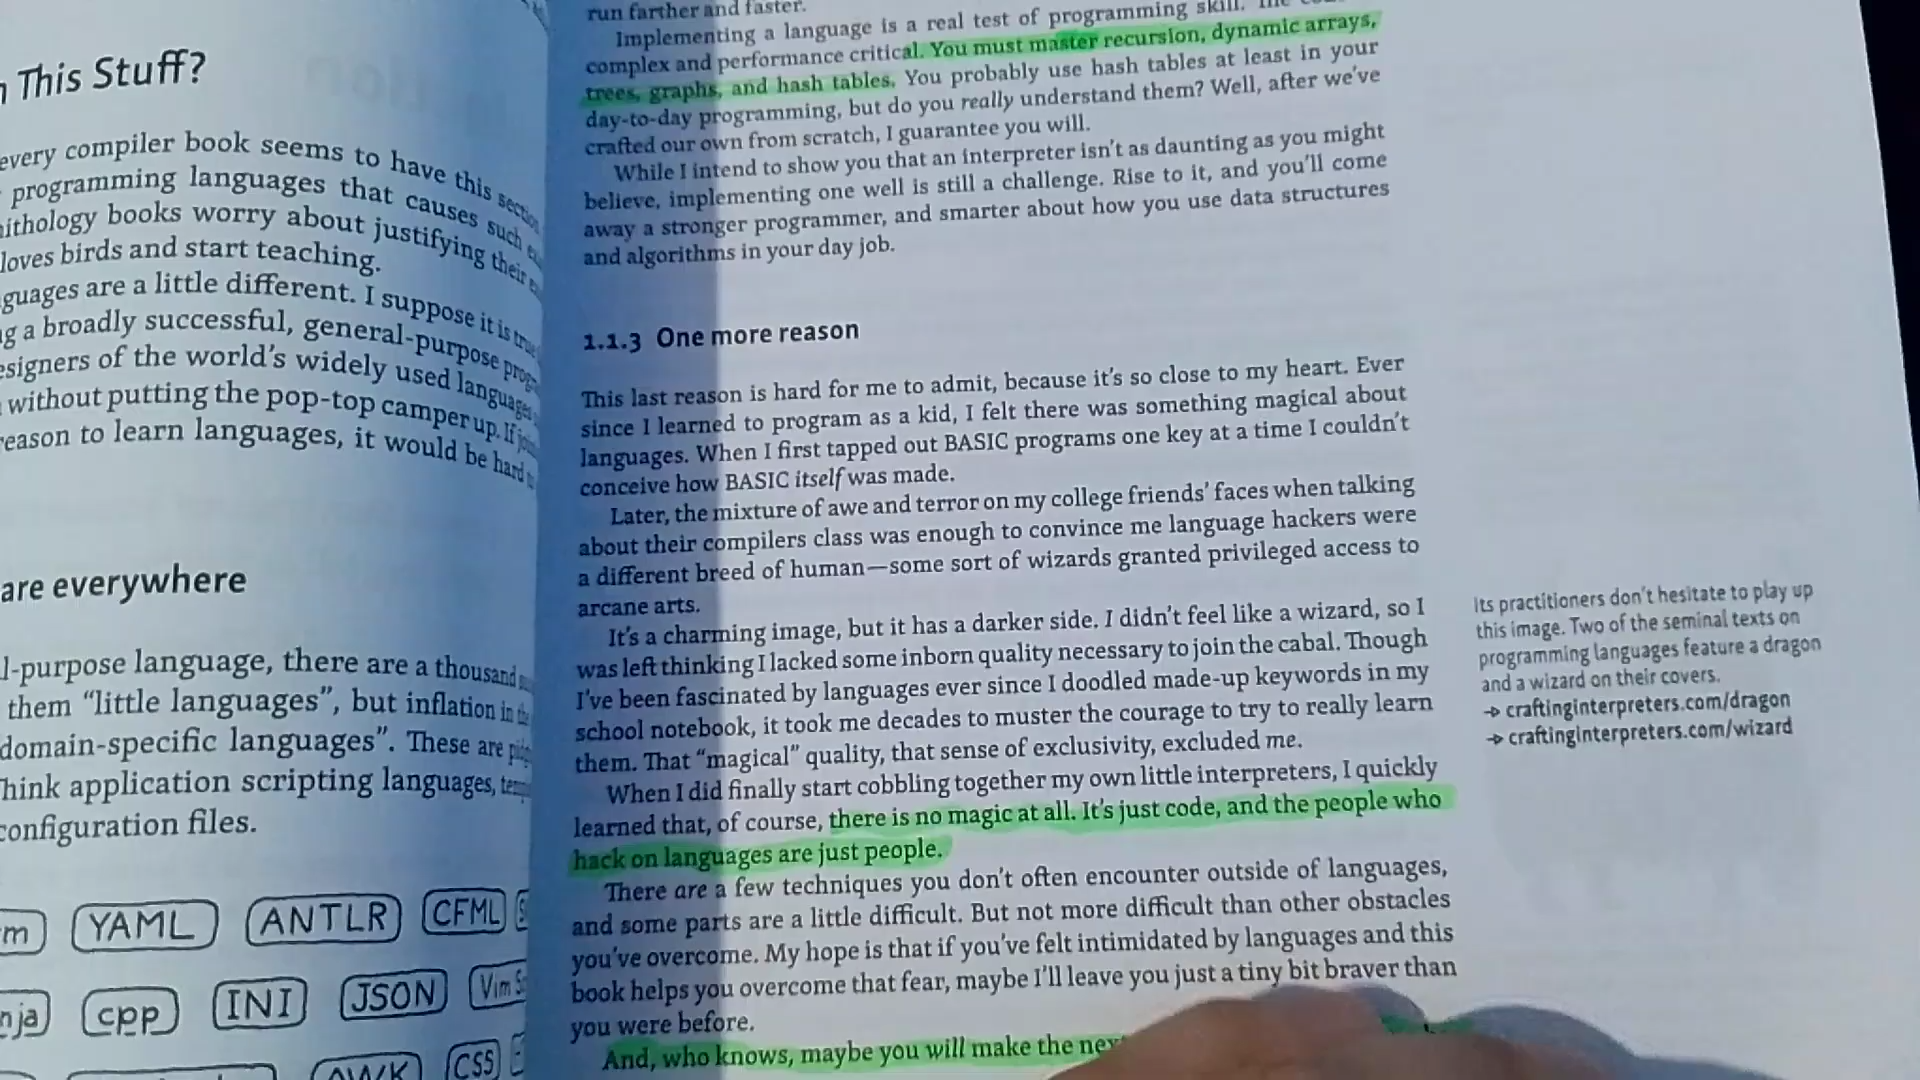 This Stuff?
every compiler book seems to have this section
programming languages that causes such
ithology books worry about justifying their
loves birds and start teaching.
guages are a little different. I suppose it is true
g a broadly successful, general-purpose
esigners of the world's widely used languages
without putting the pop-top camper up. If
reason to learn languages, it would be hard
are everywhere
l-purpose language, there are a thousand
them “little languages”, but inflation in
domain-specific languages”. These are
hink application scripting languages,
configuration files.
m YAML ANTLR CFML
nja cpp INI JSON Vim
AWK CSS
run farther and faster.
Implementing a language is a real test of programming skill.
complex and performance critical. You must master recursion, dynamic arrays,
trees, graphs, and hash tables. You probably use hash tables at least in your
day-to-day programming, but do you really understand them? Well, after we've
crafted our own from scratch, I guarantee you will.
While I intend to show you that an interpreter isn't as daunting as you might
believe, implementing one well is still a challenge. Rise to it, and you'll come
away a stronger programmer, and smarter about how you use data structures
and algorithms in your day job.
1.1.3 One more reason
This last reason is hard for me to admit, because it's so close to my heart. Ever
since I learned to program as a kid, I felt there was something magical about
languages. When I first tapped out BASIC programs one key at a time I couldn't
conceive how BASIC itself was made.
Later, the mixture of awe and terror on my college friends' faces when talking
about their compilers class was enough to convince me language hackers were
a different breed of human—some sort of wizards granted privileged access to
arcane arts.
It's a charming image, but it has a darker side. I didn't feel like a wizard, so I
was left thinking I lacked some inborn quality necessary to join the cabal. Though
I've been fascinated by languages ever since I doodled made-up keywords in my
school notebook, it took me decades to muster the courage to try to really learn
them. That “magical” quality, that sense of exclusivity, excluded me.
When I did finally start cobbling together my own little interpreters, I quickly
learned that, of course, there is no magic at all. It's just code, and the people who
hack on languages are just people.
There are a few techniques you don't often encounter outside of languages,
and some parts are a little difficult. But not more difficult than other obstacles
you've overcome. My hope is that if you've felt intimidated by languages and this
book helps you overcome that fear, maybe I'll leave you just a tiny bit braver than
you were before.
And, who knows, maybe you will make the
Its practitioners don't hesitate to play up
this image. Two of the seminal texts on
programming languages feature a dragon
and a wizard on their covers.
→ craftinginterpreters.com/dragon
→ craftinginterpreters.com/wizard